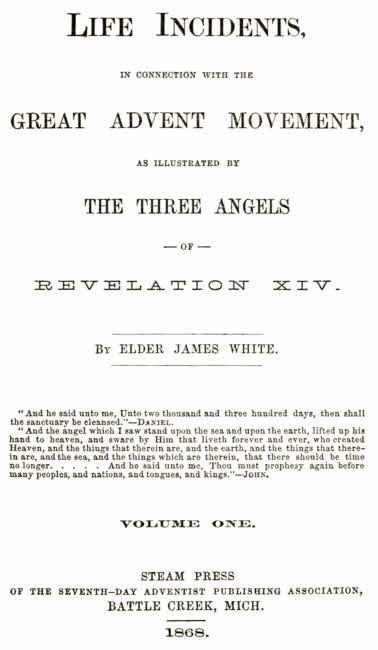 LIFE INCIDENTS,
IN CONNECTION WITH THE
GREAT ADVENT MOVEMENT,
AS ILLUSTRATED BY
THE THREE ANGELS
— OF —
REVELATION XIV.
BY ELDER JAMES WHITE.
"And he said unto me, Unto two thousand and three hundred days, then shall
the sanctuary be cleansed."—DANIEL.
"And the angel which I saw stand upon the sea and upon the earth, lifted up his
hand to heaven, and sware by Him that liveth forever and ever, who created
Heaven, and the things that therein are, and the earth, and the things that there-
in are, and the sea, and the things which are therein, that there should be time
no longer. . . . . And he said unto me, Thou must prophesy again before
many peoples, and nations, and tongues, and kings."—JOHN.
VOLUME ONE.
STEAM PRESS
OF THE SEVENTH-DAY ADVENTIST PUBLISHING ASSOCIATION,
BATTLE CREEK, MICH.
1868.